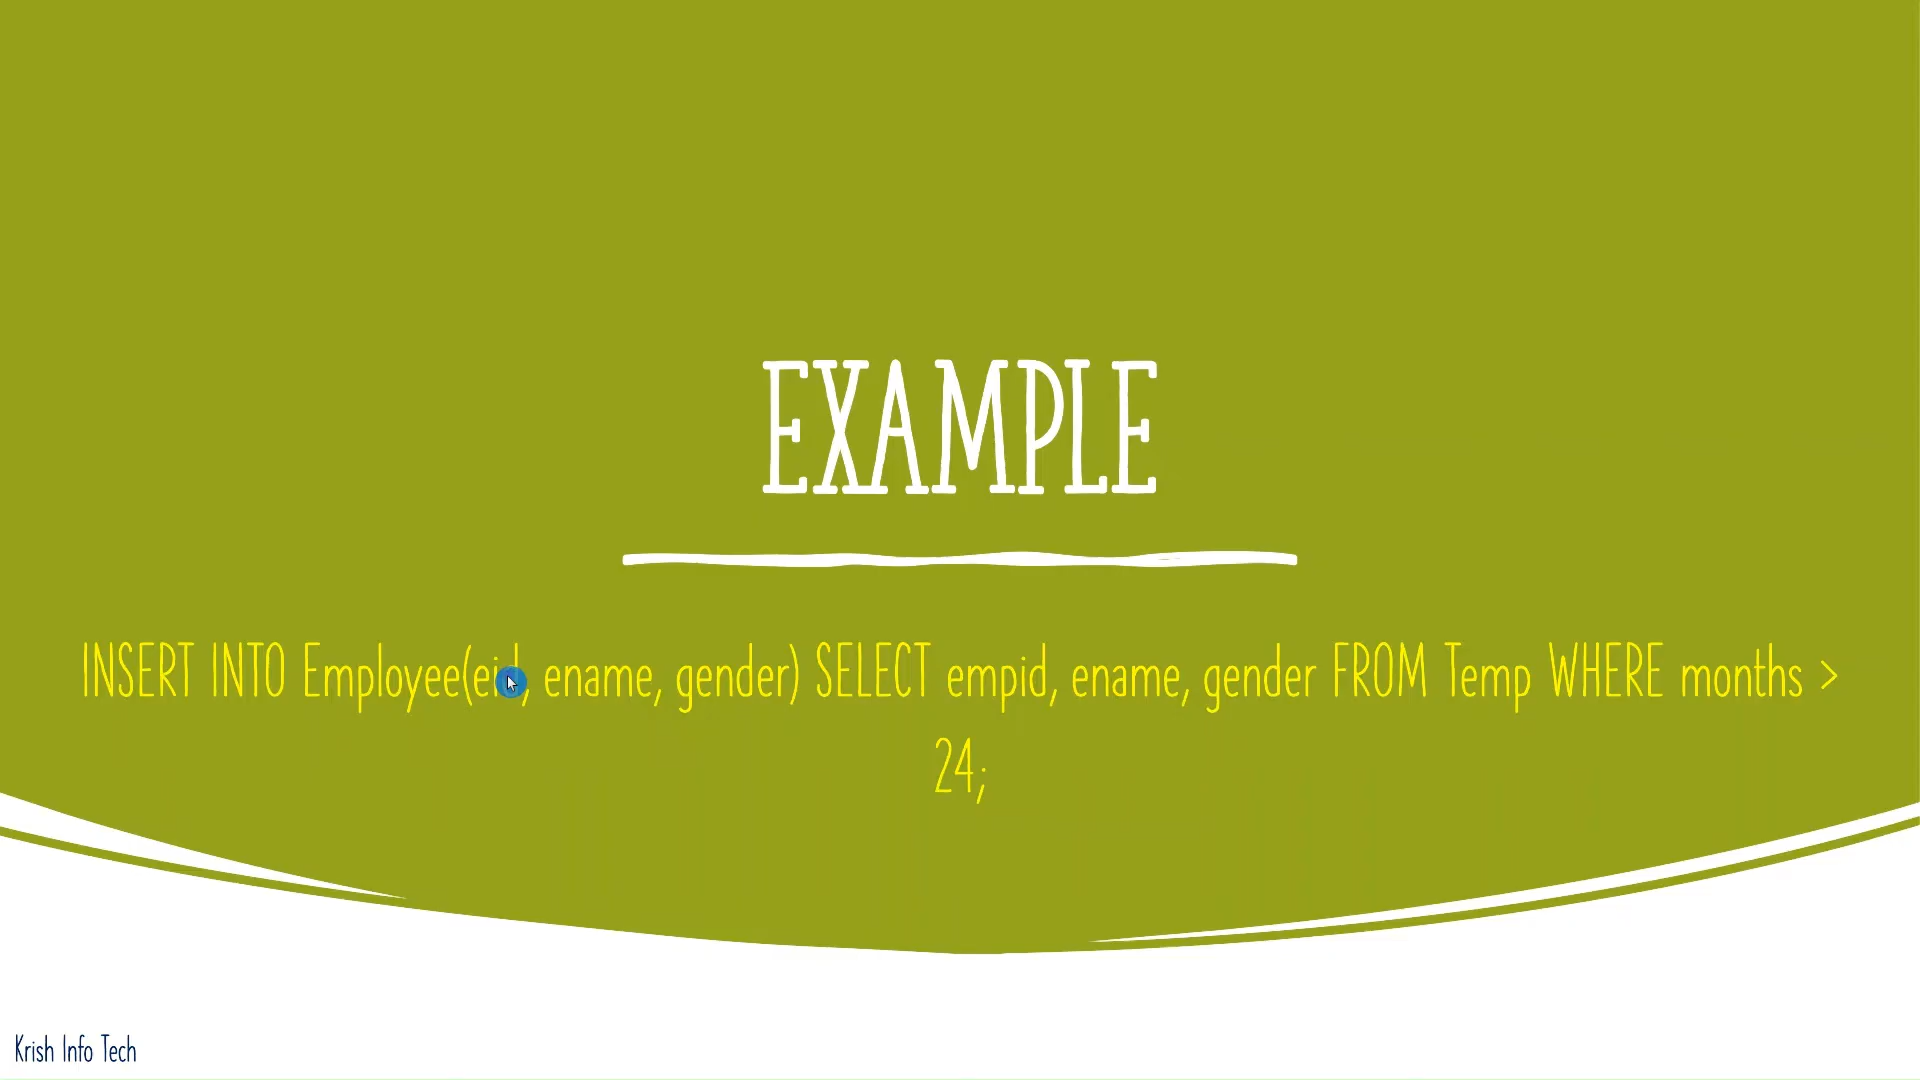 EXAMPLE
INSERT INTO Employee(eid, ename, gender) SELECT empid, ename, gender FROM Temp WHERE months >
24;
Krish Info Tech